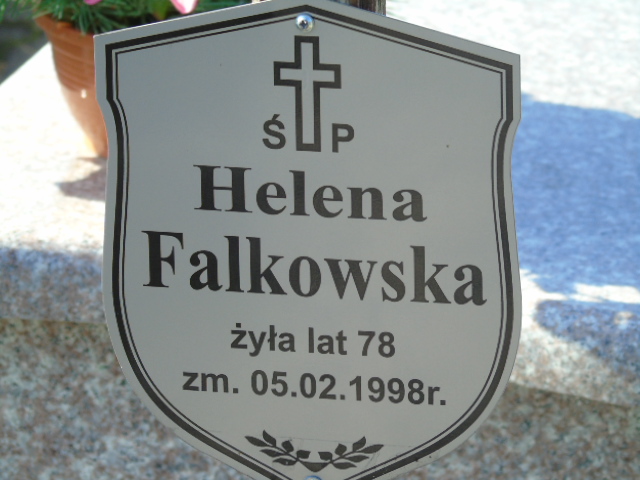 Ś P
Helena
Falkowska
żyła lat 78
zm. 05.02.1998r.